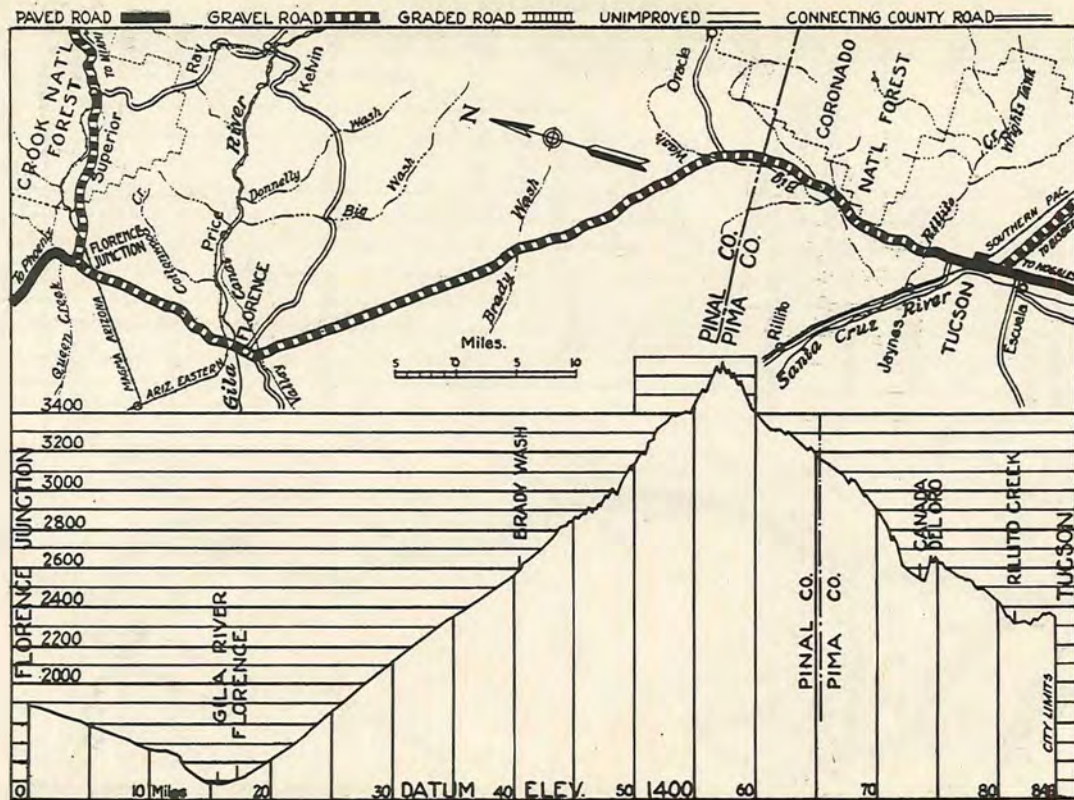 PAVED ROAD GRAVEL ROAD GRADED ROAD UNIMPROVED CONNECTING COUNTY ROAD
CROOK NAT'L
FOREST
TO MIAMI
Superior
Ray
Kelvin
River
Wash
Donnelly
Wash
Big
Price
Canal
Cottonwood
Cr.
FLORENCE
JUNCTION
To Phoenix
Queen Creek
MAGMA ARIZONA
ARIZ. EASTERN
Gila
FLORENCE
Valley
N
Wash
Brady
Miles.
5 0 5 10
Oracle
Wash
Big
CORONADO
NAT'L FOREST
PINAL CO.
PIMA CO.
Rillito
Santa Cruz River
Jaynes
Rillito
Cr.
Wrights Tank
SOUTHERN PAC.
TO BISBEE
TO NOGALES
TUCSON
Escuela
3400
3200
3000
2800
2600
2400
2200
2000
FLORENCE JUNCTION
GILA RIVER
FLORENCE
BRADY WASH
PINAL CO.
PIMA CO.
CANADA
DEL ORO
RILLITO CREEK
TUCSON
CITY LIMITS
0 10 Miles 20 30 DATUM 40 ELEV. 50 1400 60 70 80